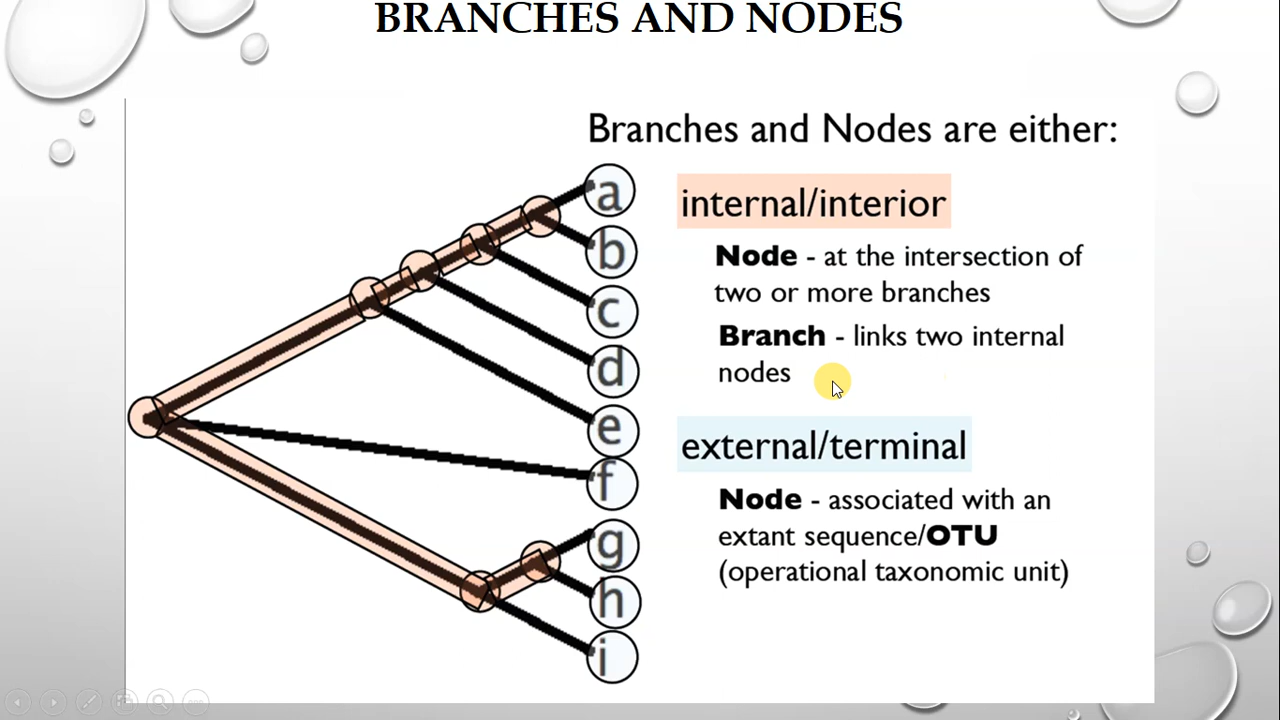 BRANCHES AND NODES
Branches and Nodes are either:
a
b
c
d
e
f
g
h
i
internal/interior
Node - at the intersection of
two or more branches
Branch - links two internal
nodes
external/terminal
Node - associated with an
extant sequence/OTU
(operational taxonomic unit)